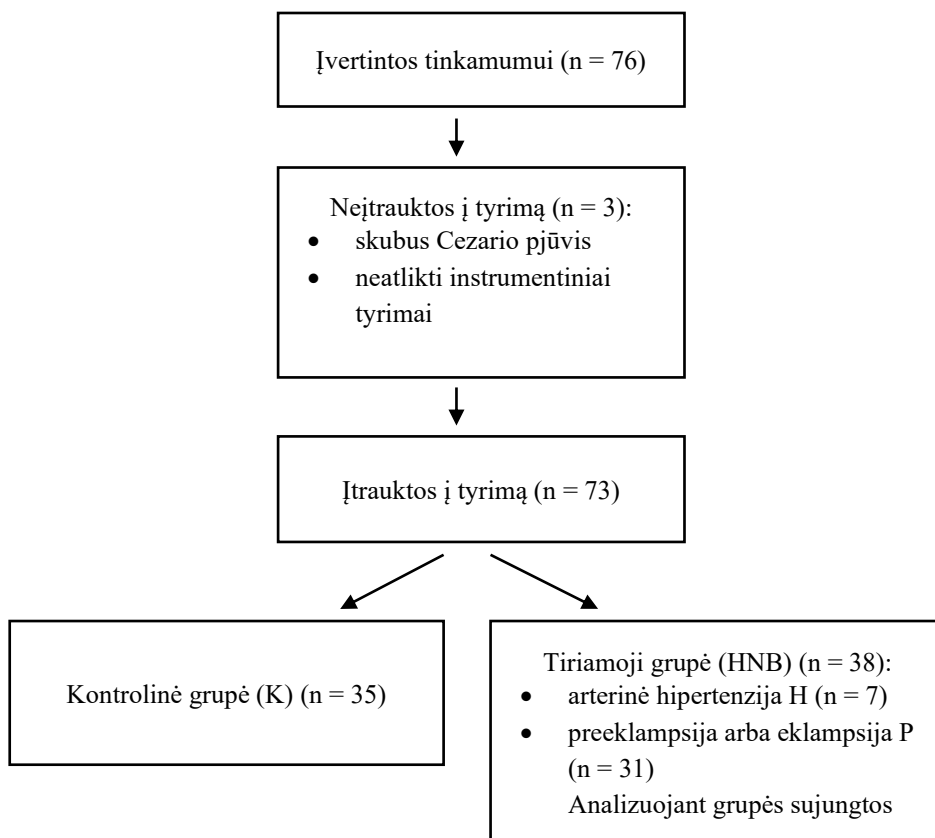 Įvertintos tinkamumui (n = 76)
Neįtrauktos į tyrimą (n = 3):
• skubus Cezario pjūvis
• neatlikti instrumentiniai
tyrimai
Įtrauktos į tyrimą (n = 73)
Kontrolinė grupė (K) (n = 35)
Tiriamoji grupė (HNB) (n = 38):
• arterinė hipertenzija H (n = 7)
• preeklampsija arba eklampsija P
(n = 31)
Analizuojant grupės sujungtos